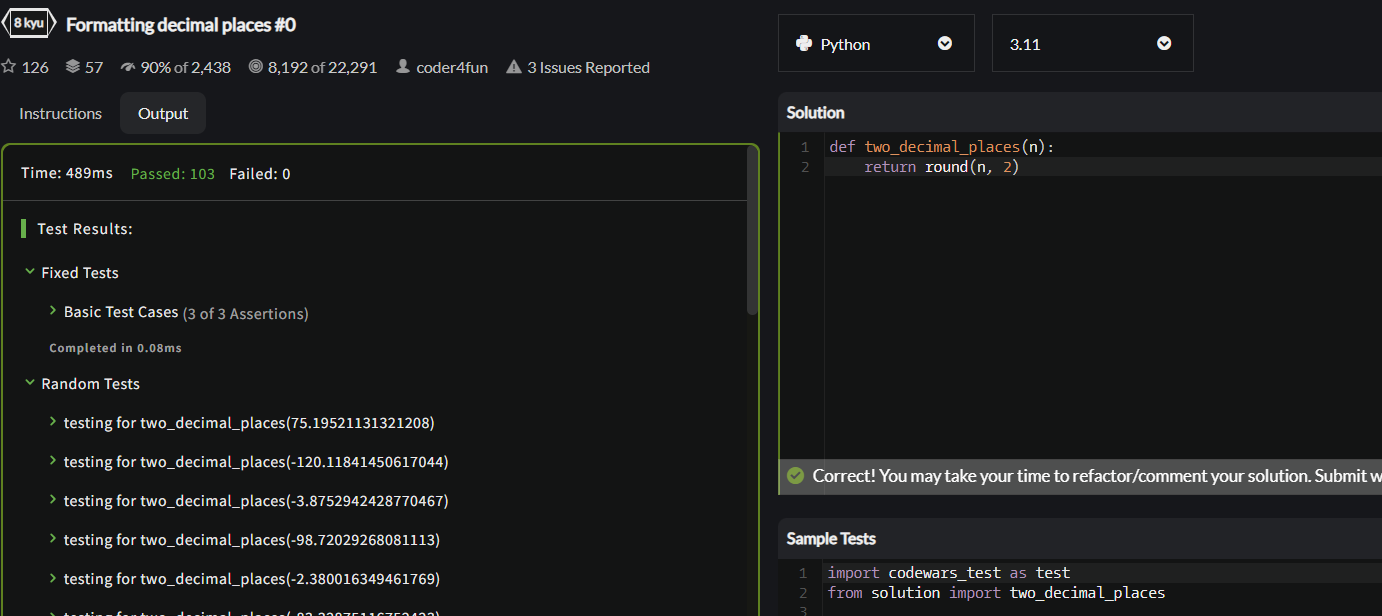 8 kyu Formatting decimal places #0
126 57 90% of 2,438 8,192 of 22,291 coder4fun 3 Issues Reported
Instructions Output
Time: 489ms Passed: 103 Failed: 0
Test Results:
Fixed Tests
Basic Test Cases (3 of 3 Assertions)
Completed in 0.08ms
Random Tests
testing for two_decimal_places(75.19521131321208)
testing for two_decimal_places(-120.11841450617044)
testing for two_decimal_places(-3.8752942428770467)
testing for two_decimal_places(-98.72029268081113)
testing for two_decimal_places(-2.380016349461769)
Python 3.11
Solution
1 def two_decimal_places(n):
2 return round(n, 2)
Correct! You may take your time to refactor/comment your solution. Submit w
Sample Tests
1 import codewars_test as test
2 from solution import two_decimal_places
3